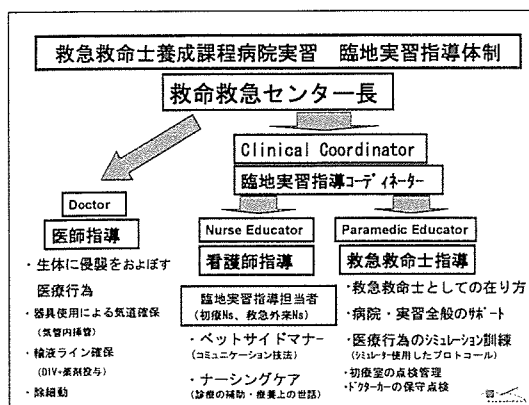 救急救命士養成課程病院実習　臨地実習指導体制
救命救急センター長
Clinical Coordinator
臨地実習指導ｺｰﾃﾞｨﾈｰﾀｰ
Doctor
医師指導
・生体に侵襲をおよぼす
医療行為
・器具使用による気道確保
(気管内挿管)
・輸液ライン確保
(DIV+薬剤投与)
・除細動
Nurse Educator
看護師指導
臨地実習指導担当者
(初療Ns、救急外来Ns)
・ベットサイドマナー
(コミュニケーション技法)
・ナーシングケア
(診療の補助・療養上の世話)
Paramedic Educator
救急救命士指導
・救急救命士としての在り方
・病院・実習全般のｻﾎﾟｰﾄ
・医療行為のｼﾐｭﾚｰｼｮﾝ訓練
(ｼﾐｭﾚｰﾀｰ使用したプロトコール)
・初療室の点検管理
・ﾄﾞｸﾀｰｶｰの保守点検